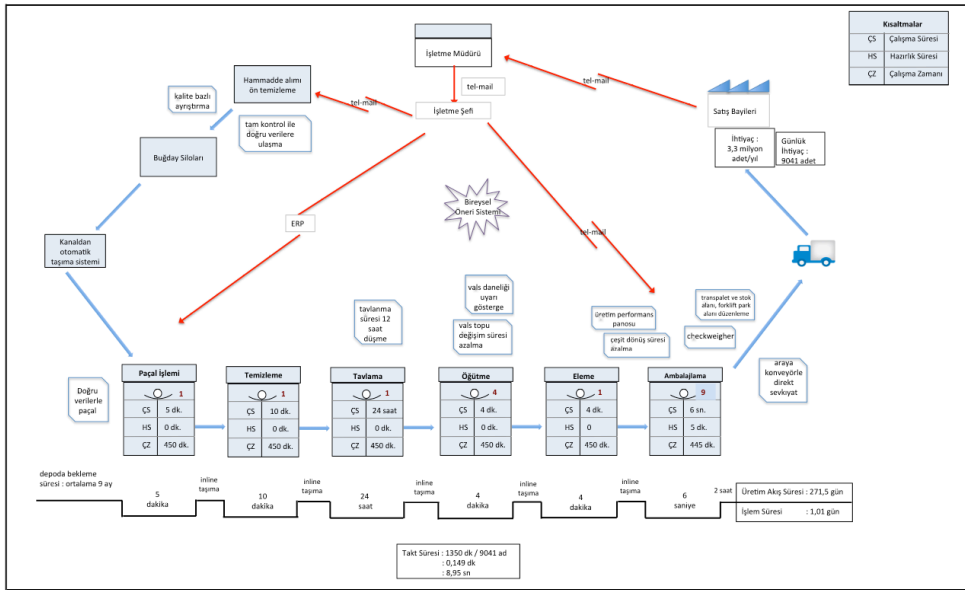 Kısaltmalar
ÇS Çalışma Süresi
HS Hazırlık Süresi
ÇZ Çalışma Zamanı
İşletme Müdürü
tel-mail
İşletme Şefi
tel-mail
tel-mail
Hammadde alımı
ön temizleme
kalite bazlı
ayrıştırma
tam kontrol ile
doğru verilere
ulaşma
Buğday Siloları
Satış Bayileri
İhtiyaç :
3,3 milyon
adet/yıl
Günlük
İhtiyaç :
9041 adet
Bireysel
Öneri Sistemi
ERP
tel-mail
Kanaldan
otomatik
taşıma sistemi
tavlanma
süresi 12
saat
düşme
vals daneliği
uyarı
gösterge
vals topu
değişim süresi
azalma
üretim performans
panosu
çeşit dönüş süresi
azalma
transpalet ve stok
alanı, forklift park
alanı düzenleme
checkweigher
araya
konveyörle
direkt
sevkıyat
Doğru
verilerle
paçal
Paçal İşlemi
1
ÇS 5 dk.
HS 0 dk.
ÇZ 450 dk.
Temizleme
1
ÇS 10 dk.
HS 0 dk.
ÇZ 450 dk.
Tavlama
1
ÇS 24 saat
HS 0 dk.
ÇZ 450 dk.
Öğütme
4
ÇS 4 dk.
HS 0 dk.
ÇZ 450 dk.
Eleme
1
ÇS 4 dk.
HS 0
ÇZ 450 dk.
Ambalajlama
9
ÇS 6 sn.
HS 5 dk.
ÇZ 445 dk.
depoda bekleme
süresi : ortalama 9 ay
5
dakika
inline
taşıma
10
dakika
inline
taşıma
24
saat
inline
taşıma
4
dakika
inline
taşıma
4
dakika
inline
taşıma
6
saniye
2 saat
Üretim Akış Süresi : 271,5 gün
İşlem Süresi : 1,01 gün
Takt Süresi : 1350 dk / 9041 ad
: 0,149 dk
: 8,95 sn